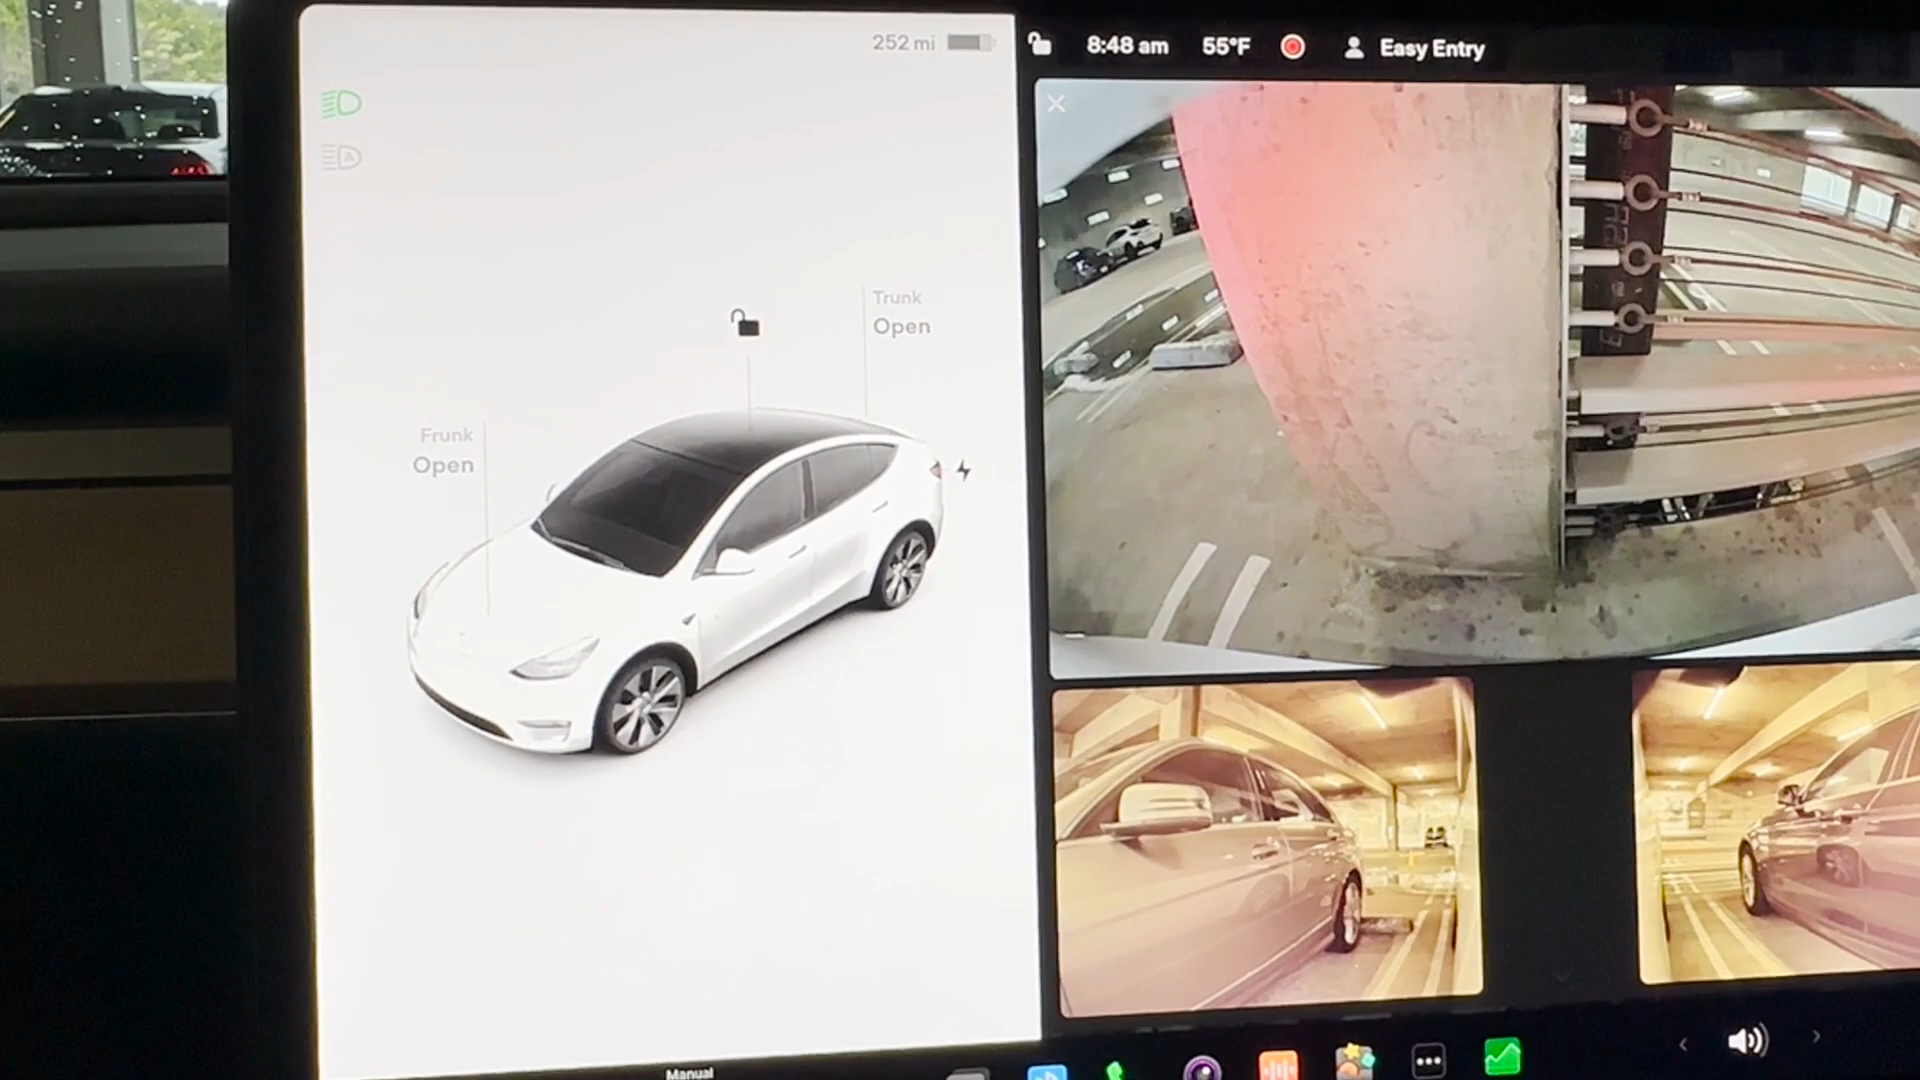 252 mi
8:48 am
55°F
Easy Entry
Trunk
Open
Frunk
Open
Manual